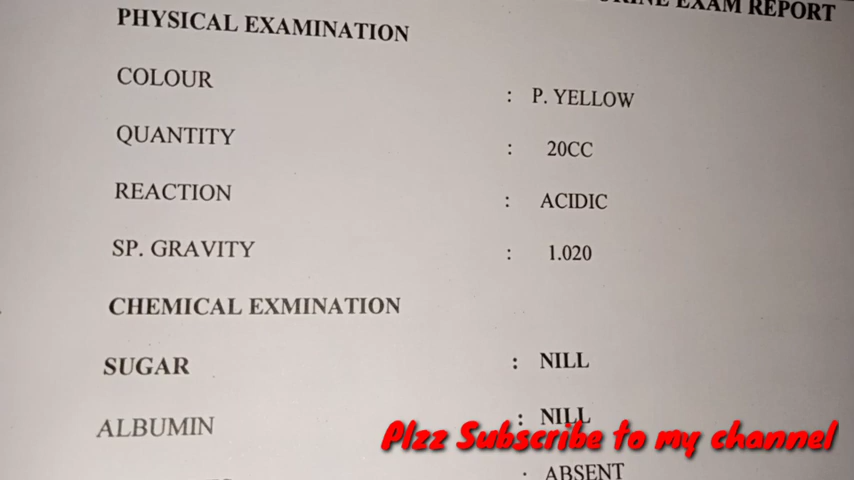 EXAM REPORT
PHYSICAL EXAMINATION
COLOUR : P. YELLOW
QUANTITY : 20CC
REACTION : ACIDIC
SP. GRAVITY : 1.020
CHEMICAL EXMINATION
SUGAR : NILL
ALBUMIN : NILL
Plzz Subscribe to my channel
: ABSENT